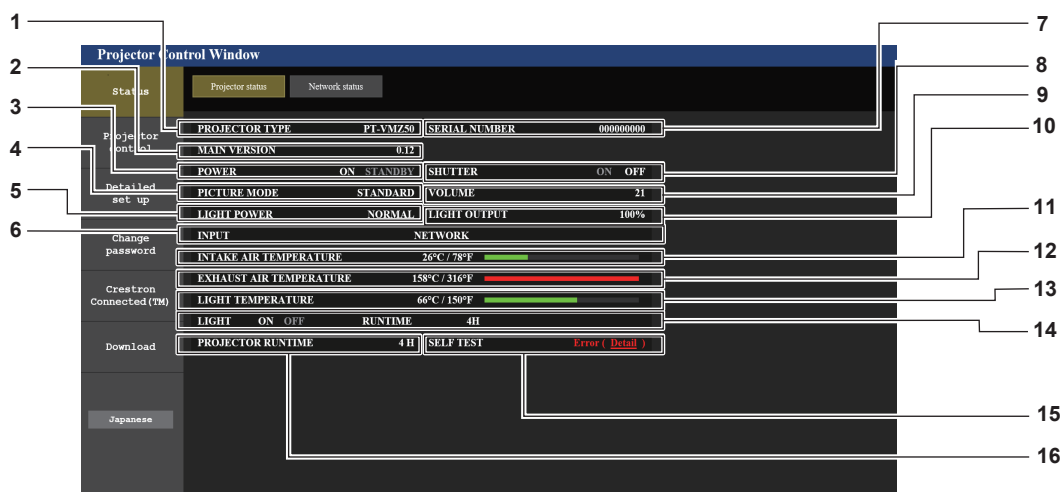 1
2
3
4
5
6
7
8
9
10
11
12
13
14
15
16
Projector Control Window
Status
Projector control
Detailed set up
Change password
Crestron Connected(TM)
Download
Japanese
Projector status Network status
PROJECTOR TYPE PT-VMZ50 SERIAL NUMBER 000000000
MAIN VERSION 0.12
POWER ON STANDBY SHUTTER ON OFF
PICTURE MODE STANDARD VOLUME 21
LIGHT POWER NORMAL LIGHT OUTPUT 100%
INPUT NETWORK
INTAKE AIR TEMPERATURE 26°C / 78°F
EXHAUST AIR TEMPERATURE 158°C / 316°F
LIGHT TEMPERATURE 66°C / 150°F
LIGHT ON OFF RUNTIME 4H
PROJECTOR RUNTIME 4 H SELF TEST Error ( Detail )